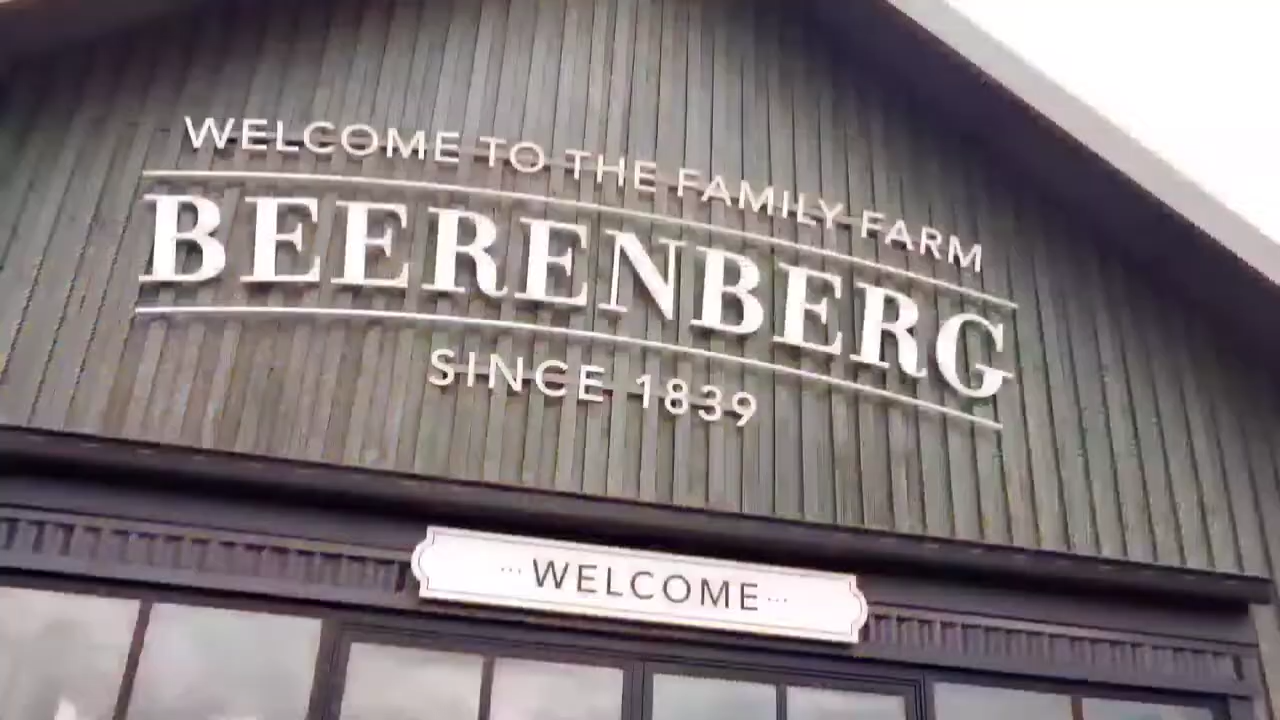 WELCOME TO THE FAMILY FARM
BEERENBERG
SINCE 1839
··· WELCOME ···